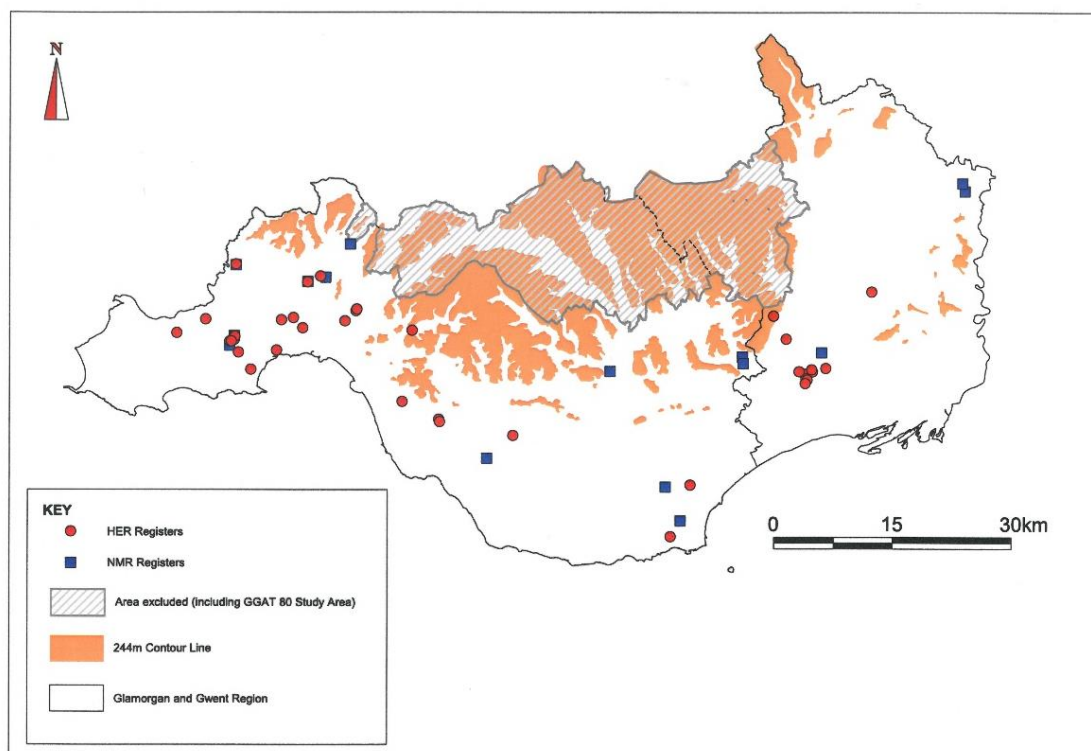 N
KEY
HER Registers
NMR Registers
Area excluded (including GGAT 80 Study Area)
244m Contour Line
Glamorgan and Gwent Region
0 15 30km